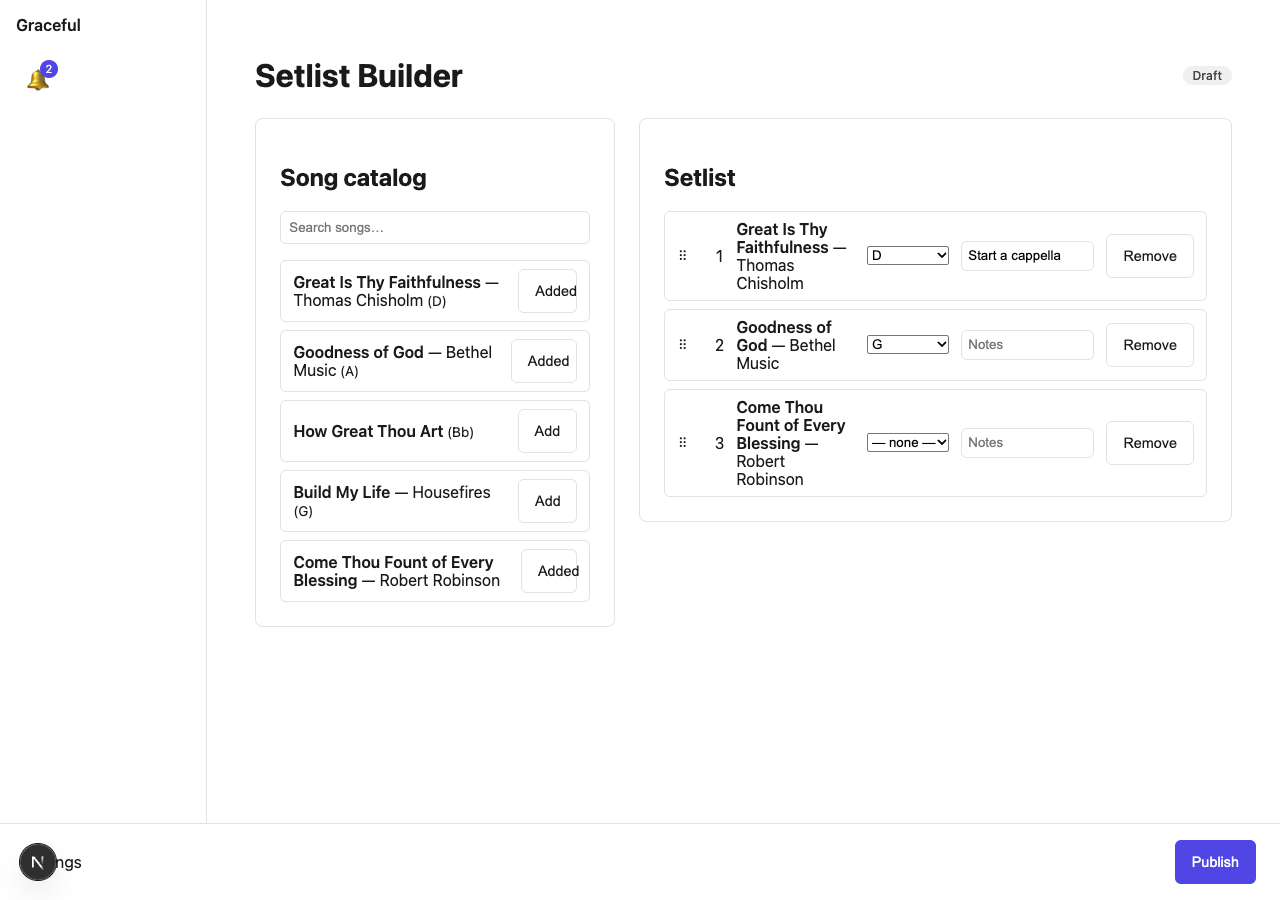 Graceful
2
Setlist Builder
Draft
Song catalog
Search songs…
Great Is Thy Faithfulness —
Thomas Chisholm (D)
Added
Goodness of God — Bethel
Music (A)
Added
How Great Thou Art (Bb)
Add
Build My Life — Housefires
(G)
Add
Come Thou Fount of Every
Blessing — Robert Robinson
Added
Setlist
1
Great Is Thy
Faithfulness —
Thomas
Chisholm
D
Start a cappella
Remove
2
Goodness of
God — Bethel
Music
G
Notes
Remove
3
Come Thou
Fount of Every
Blessing —
Robert
Robinson
— none —
Notes
Remove
N
Publish